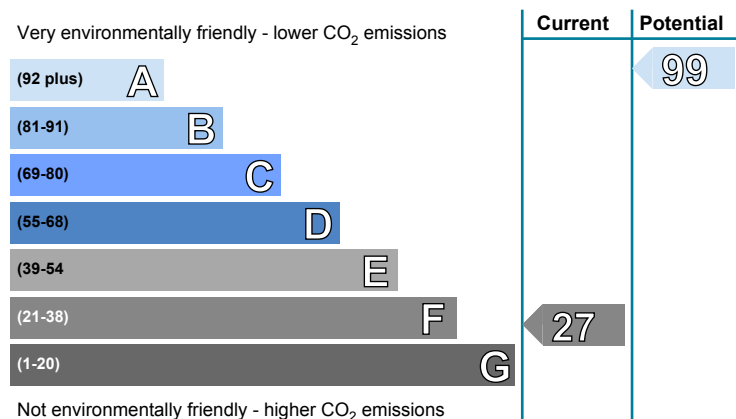 Very environmentally friendly - lower CO₂ emissions
Current
Potential
(92 plus) A
99
(81-91) B
(69-80) C
(55-68) D
(39-54 E
(21-38) F
27
(1-20) G
Not environmentally friendly - higher CO₂ emissions